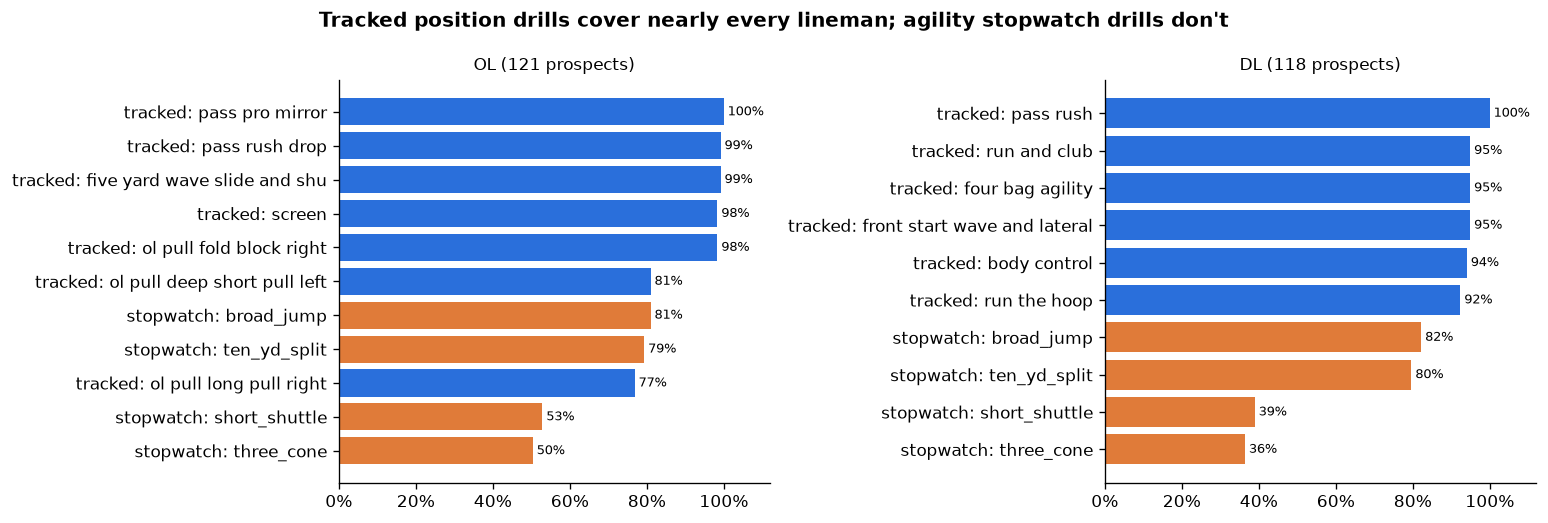 Tracked position drills cover nearly every lineman; agility stopwatch drills don't
OL (121 prospects)
tracked: pass pro mirror 100%
tracked: pass rush drop 99%
tracked: five yard wave slide and shu 99%
tracked: screen 98%
tracked: ol pull fold block right 98%
tracked: ol pull deep short pull left 81%
stopwatch: broad_jump 81%
stopwatch: ten_yd_split 79%
tracked: ol pull long pull right 77%
stopwatch: short_shuttle 53%
stopwatch: three_cone 50%
0% 20% 40% 60% 80% 100%
DL (118 prospects)
tracked: pass rush 100%
tracked: run and club 95%
tracked: four bag agility 95%
tracked: front start wave and lateral 95%
tracked: body control 94%
tracked: run the hoop 92%
stopwatch: broad_jump 82%
stopwatch: ten_yd_split 80%
stopwatch: short_shuttle 39%
stopwatch: three_cone 36%
0% 20% 40% 60% 80% 100%